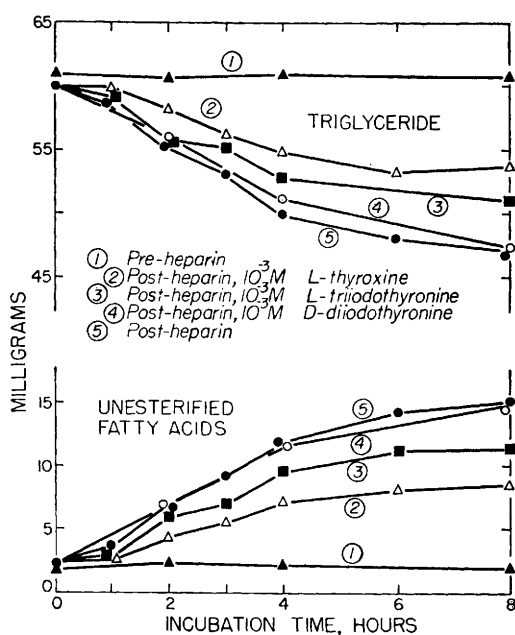 65
①
②
TRIGLYCERIDE
55
④
③
⑤
① Pre-heparin
② Post-heparin, 10⁻³M L-thyroxine
③ Post-heparin, 10⁻³M L-triiodothyronine
④ Post-heparin, 10⁻³M D-diiodothyronine
⑤ Post-heparin
45
MILLIGRAMS
UNESTERIFIED
FATTY ACIDS
15
⑤
④
10
③
②
5
①
0
0 2 4 6 8
INCUBATION TIME, HOURS